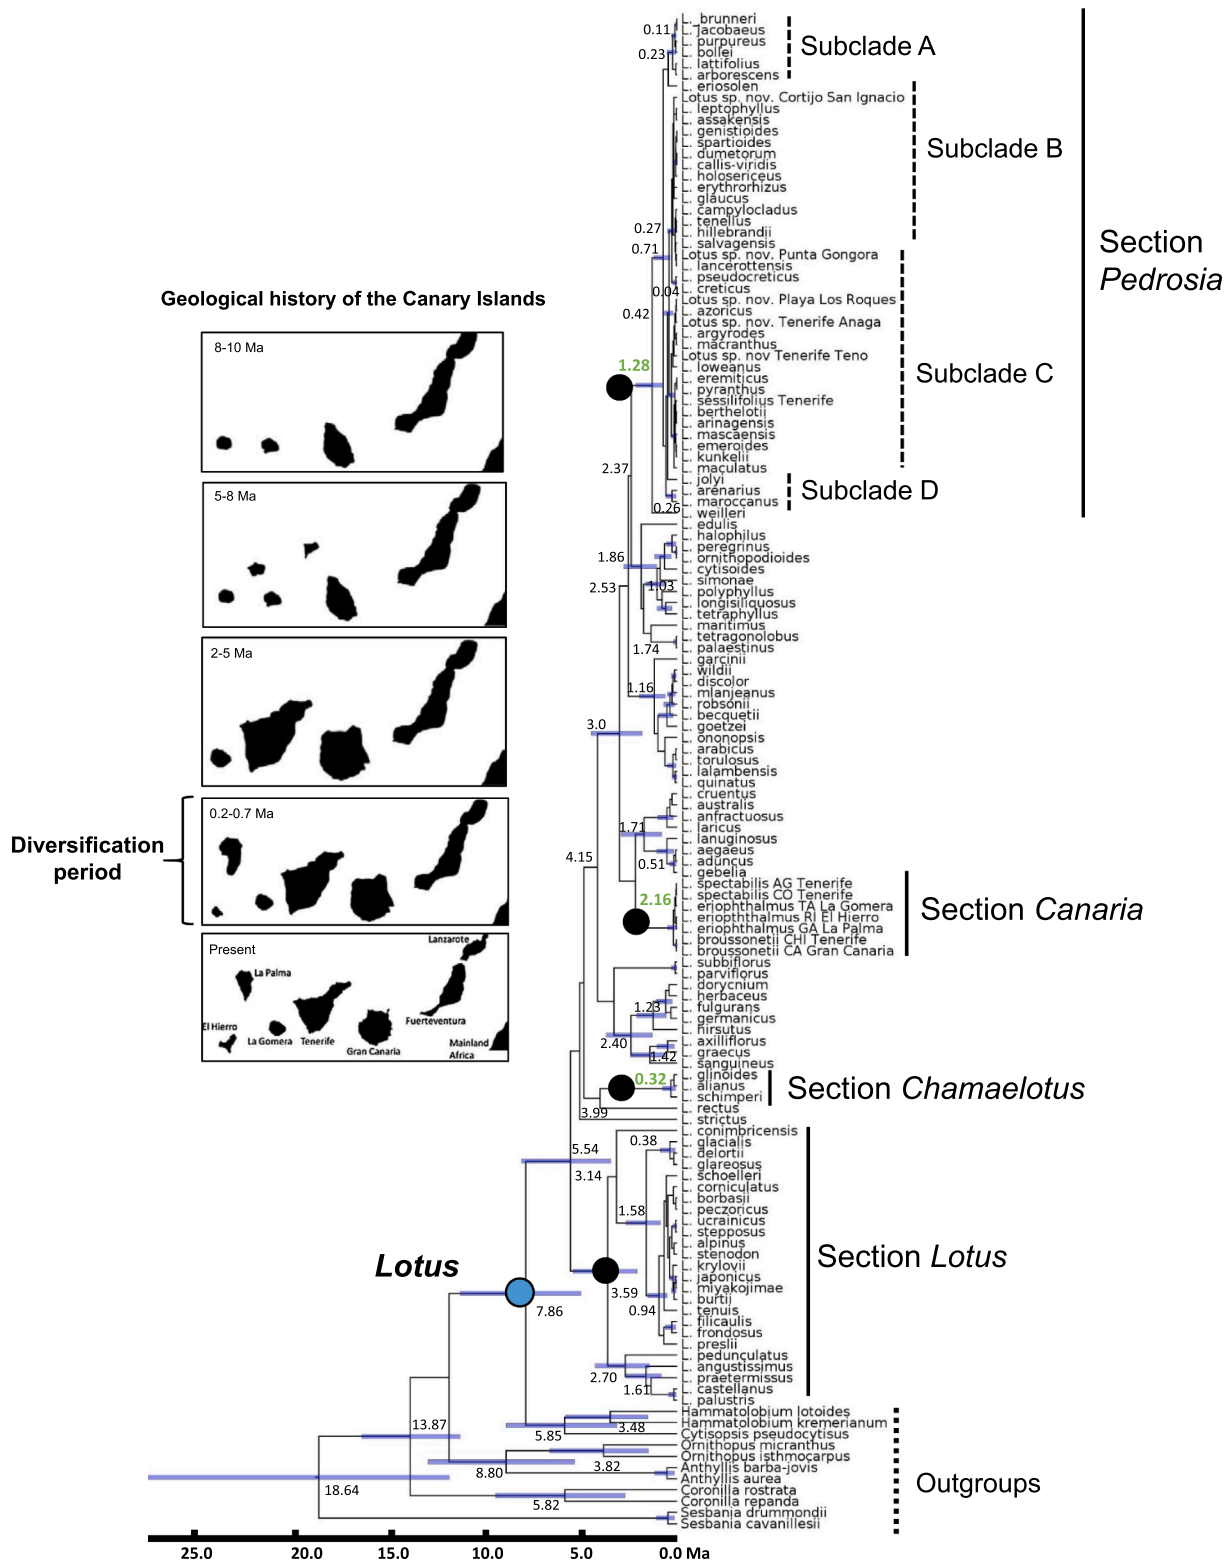 L. brunneri
L. jacobaeus
L. purpureus
L. bollei
L. lattifolius
L. arborescens
L. eriosolen
Lotus sp. nov. Cortijo San Ignacio
L. leptophyllus
L. assakensis
L. genistioides
L. spartioides
L. dumetorum
L. callis-viridis
L. holosericeus
L. erythrorhizus
L. glaucus
L. campylocladus
L. tenellus
L. hillebrandii
L. salvagensis
Lotus sp. nov. Punta Gongora
L. lancerottensis
L. pseudocreticus
L. creticus
Lotus sp. nov. Playa Los Roques
L. azoricus
Lotus sp. nov. Tenerife Anaga
L. argyrodes
L. macranthus
Lotus sp. nov Tenerife Teno
L. loweanus
L. eremiticus
L. pyranthus
L. sessilifolius Tenerife
L. berthelotii
L. arinagensis
L. mascaensis
L. emeroides
L. kunkelii
L. maculatus
L. jolyi
L. arenarius
L. maroccanus
L. weilleri
L. edulis
L. halophilus
L. peregrinus
L. ornithopodioides
L. cytisoides
L. simonae
L. polyphyllus
L. longisiliquosus
L. tetraphyllus
L. maritimus
L. tetragonolobus
L. palaestinus
L. garcinii
L. wildii
L. discolor
L. mlanjeanus
L. robsonii
L. becquetii
L. goetzei
L. ononopsis
L. arabicus
L. torulosus
L. lalambensis
L. quinatus
L. cruentus
L. australis
L. anfractuosus
L. laricus
L. lanuginosus
L. aegaeus
L. aduncus
L. gebelia
L. spectabilis AG Tenerife
L. spectabilis CO Tenerife
L. eriophthalmus TA La Gomera
L. eriopththalmus RI El Hierro
L. eriophthalmus GA La Palma
L. broussonetii CHI Tenerife
L. broussonetii CA Gran Canaria
L. subbiflorus
L. parviflorus
L. dorycnium
L. herbaceus
L. fulgurans
L. germanicus
L. hirsutus
L. axilliflorus
L. graecus
L. sanguineus
L. glinoides
L. alianus
L. schimperi
L. rectus
L. strictus
L. conimbricensis
L. glacialis
L. delortii
L. glareosus
L. schoelleri
L. corniculatus
L. borbasii
L. peczoricus
L. ucrainicus
L. stepposus
L. alpinus
L. stenodon
L. krylovii
L. japonicus
L. miyakojimae
L. burtii
L. tenuis
L. filicaulis
L. frondosus
L. preslii
L. pedunculatus
L. angustissimus
L. praetermissus
L. castellanus
L. palustris
Hammatolobium lotoides
Hammatolobium kremerianum
Cytisopsis pseudocytisus
Ornithopus micranthus
Ornithopus isthmocarpus
Anthyllis barba-jovis
Anthyllis aurea
Coronilla rostrata
Coronilla repanda
Sesbania drummondii
Sesbania cavanillesii
Subclade A
Subclade B
Subclade C
Subclade D
Section
Pedrosia
Section Canaria
Section Chamaelotus
Section Lotus
Outgroups
0.11
0.23
0.27
0.71
0.04
0.42
1.28
2.37
0.26
1.86
1.03
2.53
1.74
1.16
3.0
1.71
4.15
0.51
2.16
1.23
2.40
1.42
0.32
3.99
5.54
0.38
3.14
1.58
3.59
0.94
7.86
2.70
1.61
13.87
3.48
5.85
3.82
8.80
18.64
5.82
Lotus
Geological history of the Canary Islands
8-10 Ma
5-8 Ma
2-5 Ma
0.2-0.7 Ma
Diversification
period
Present
Lanzarote
La Palma
El Hierro
La Gomera
Tenerife
Gran Canaria
Fuerteventura
Mainland
Africa
25.0 20.0 15.0 10.0 5.0 0.0 Ma